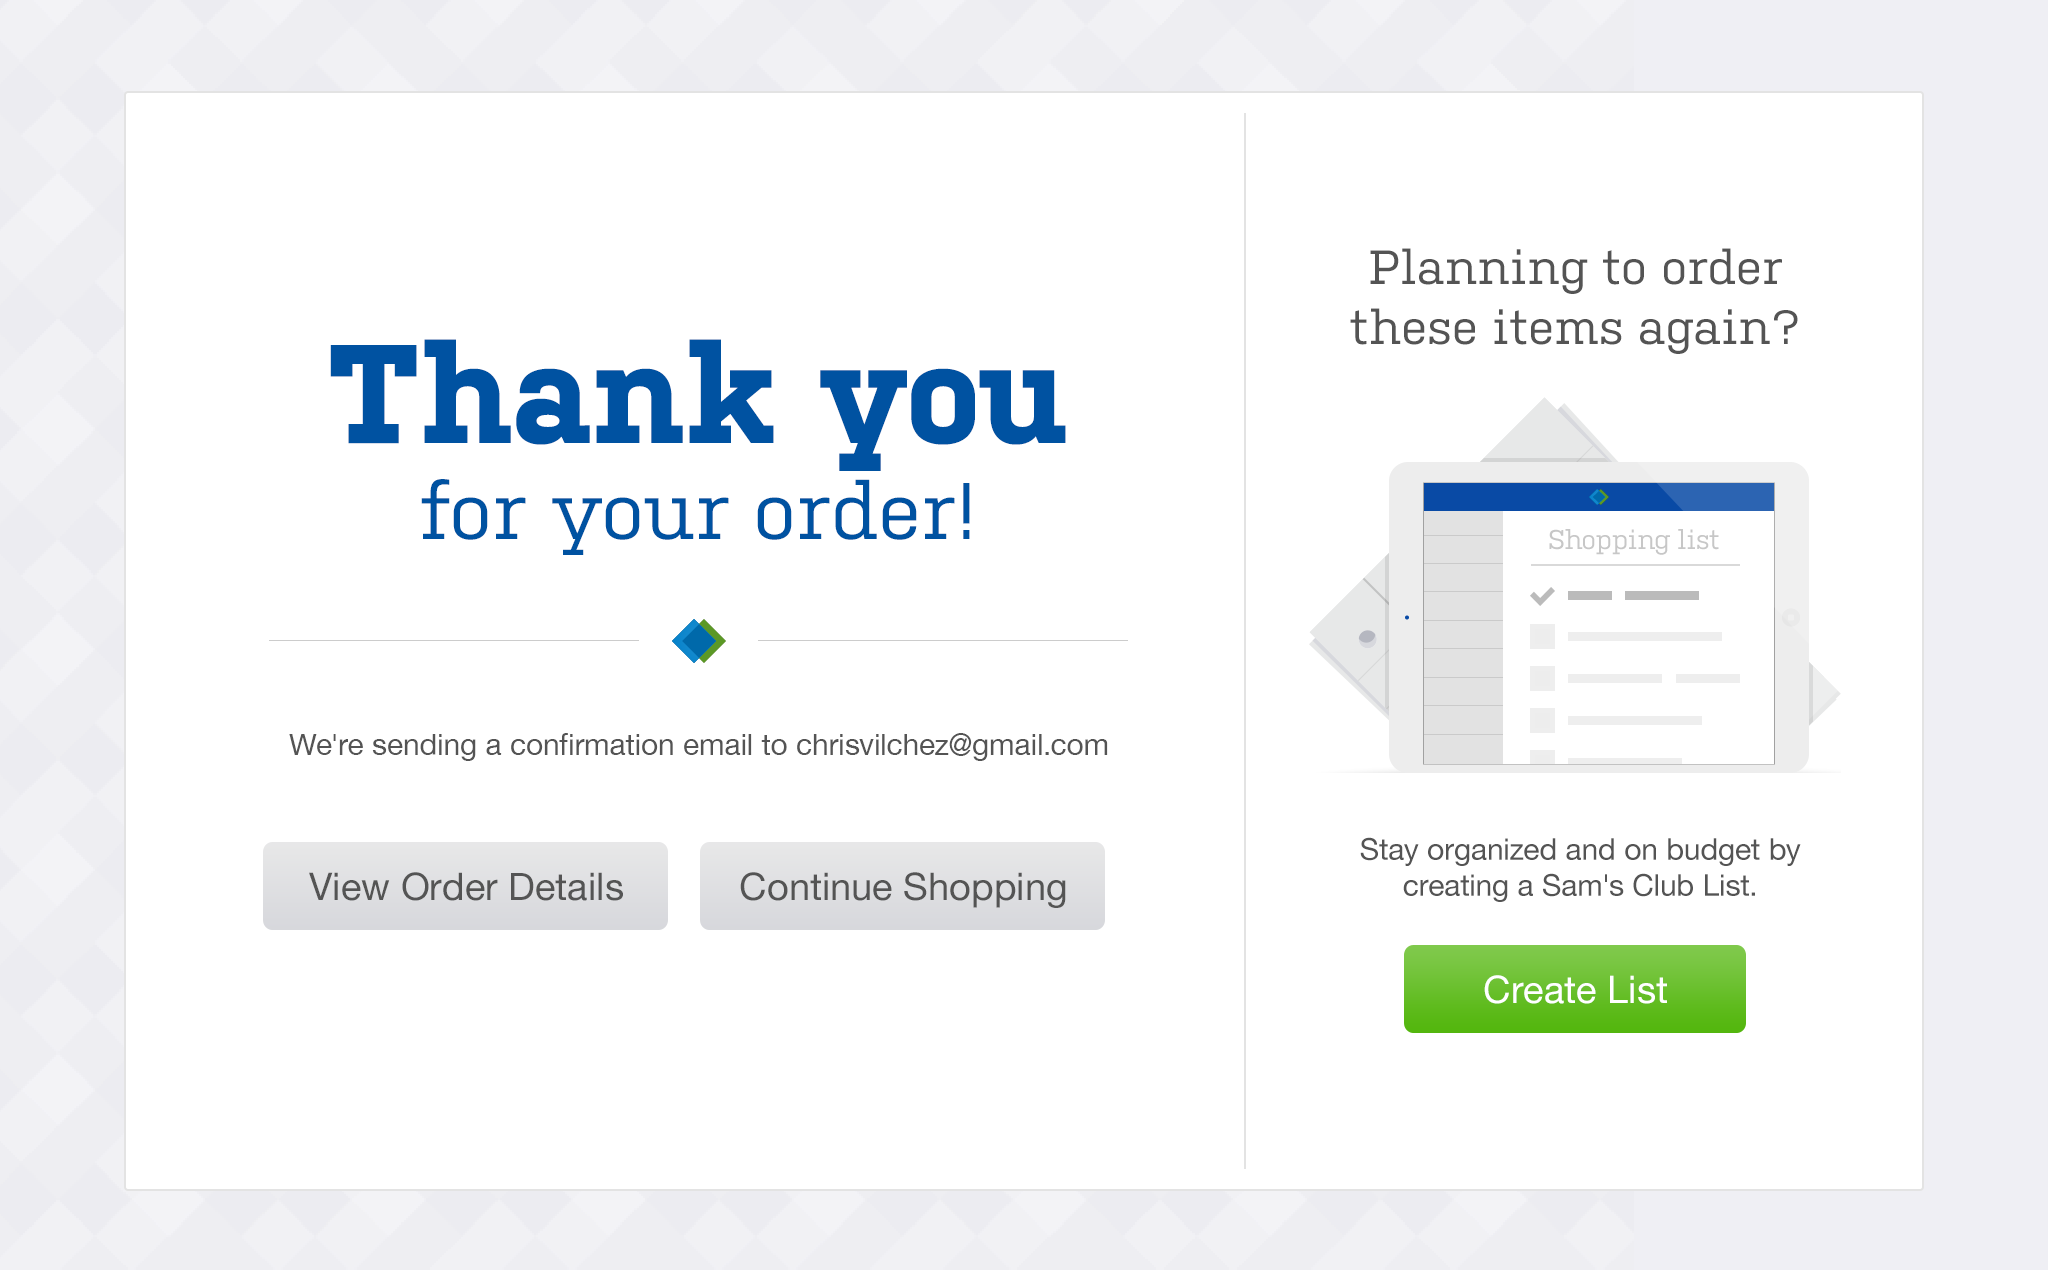 Thank you
for your order!
We're sending a confirmation email to chrisvilchez@gmail.com
View Order Details
Continue Shopping
Planning to order
these items again?
Shopping list
Stay organized and on budget by
creating a Sam's Club List.
Create List